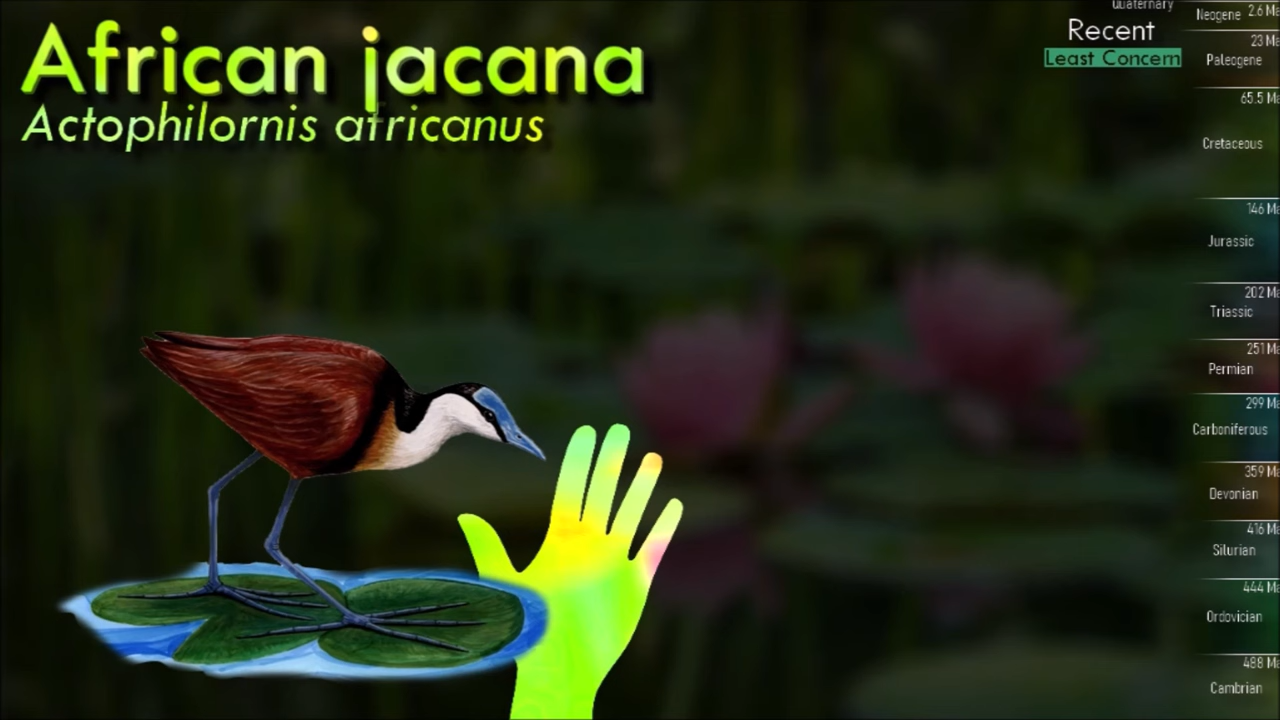 African jacana
Actophilornis africanus
Quaternary
Recent
Least Concern
2.6 Ma
Neogene
23 Ma
Paleogene
65.5 Ma
Cretaceous
146 Ma
Jurassic
202 Ma
Triassic
251 Ma
Permian
299 Ma
Carboniferous
359 Ma
Devonian
416 Ma
Silurian
444 Ma
Ordovician
488 Ma
Cambrian